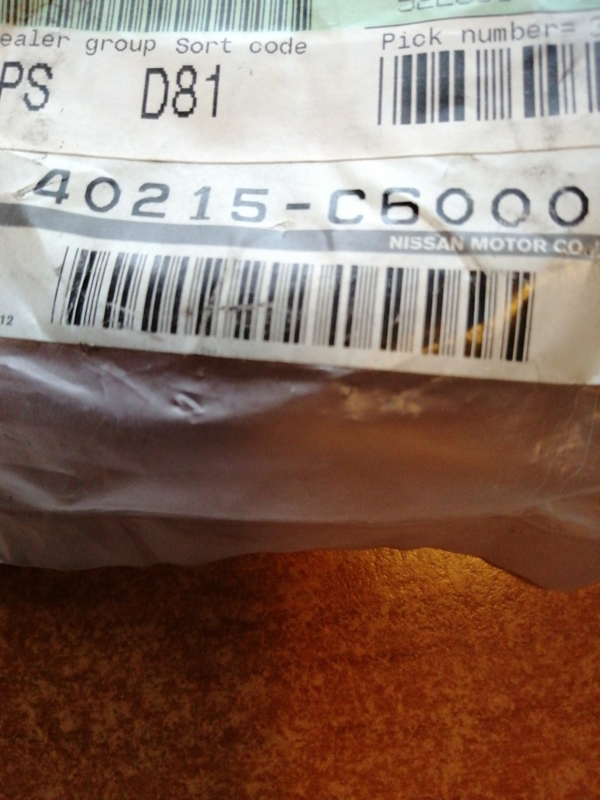 ealer group Sort code
Pick number=
PS D81
40215-C6000
NISSAN MOTOR CO.,
12